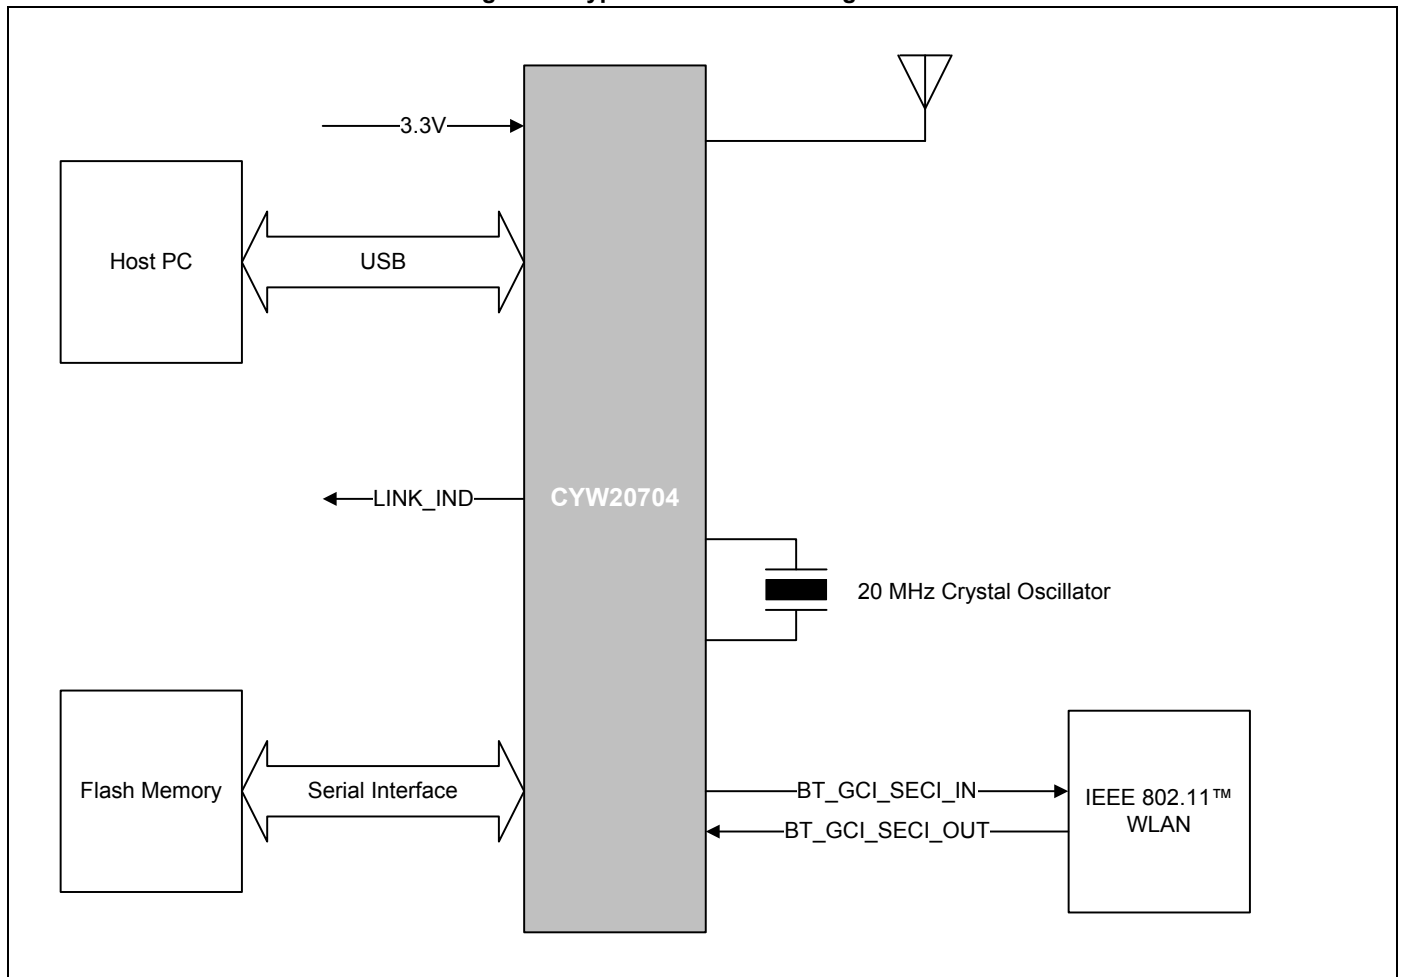 3.3V
Host PC
USB
LINK_IND
CYW20704
20 MHz Crystal Oscillator
Flash Memory
Serial Interface
BT_GCI_SECI_IN
BT_GCI_SECI_OUT
IEEE 802.11™
WLAN